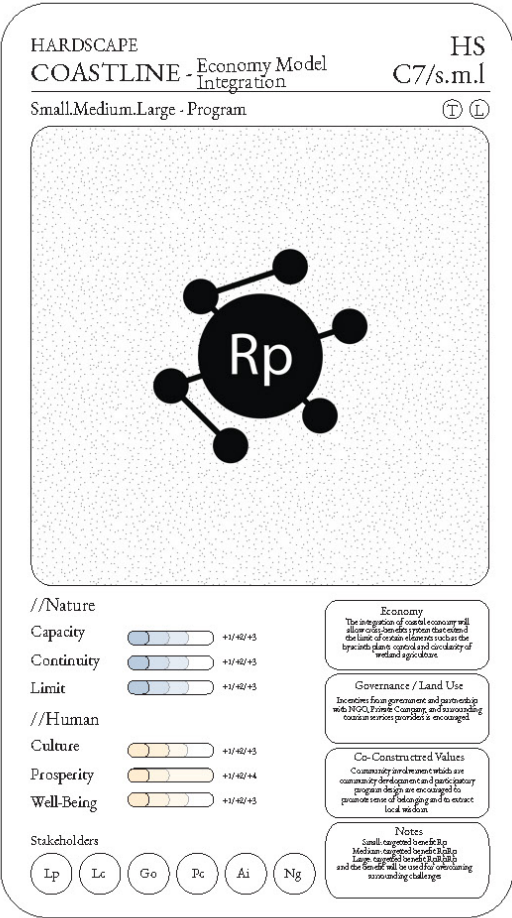 HARDSCAPE
COASTLINE - Economy Model
Integration
HS
C7/s.m.l
Small.Medium.Large - Program
T L
Rp
//Nature
Capacity +1/+2/+3
Continuity +1/+2/+3
Limit +1/+2/+3
//Human
Culture +1/+2/+3
Prosperity +1/+2/+4
Well-Being +1/+2/+3
Stakeholders
Lp Lc Go Pc Ai Ng
Economy
The integration of coastal economy will
allow cross-benefits system that extend
the limit of certain elements such as the
hyacinth plants control and circularity of
wetland agriculture.
Governance / Land Use
Incentives from government and partnership
with NGO, Private Company, and surrounding
tourism services providers is encouraged
Co-Constructred Values
Community involvement which are
community development and participatory
program design are encouraged to
promote sense of belonging and to extract
local wisdom
Notes
Small: targetted benefit Rp
Medium: targetted benefit RpRp
Large: targetted benefit RpRpRp
and the benefit will be used for overcoming
surrounding challenges